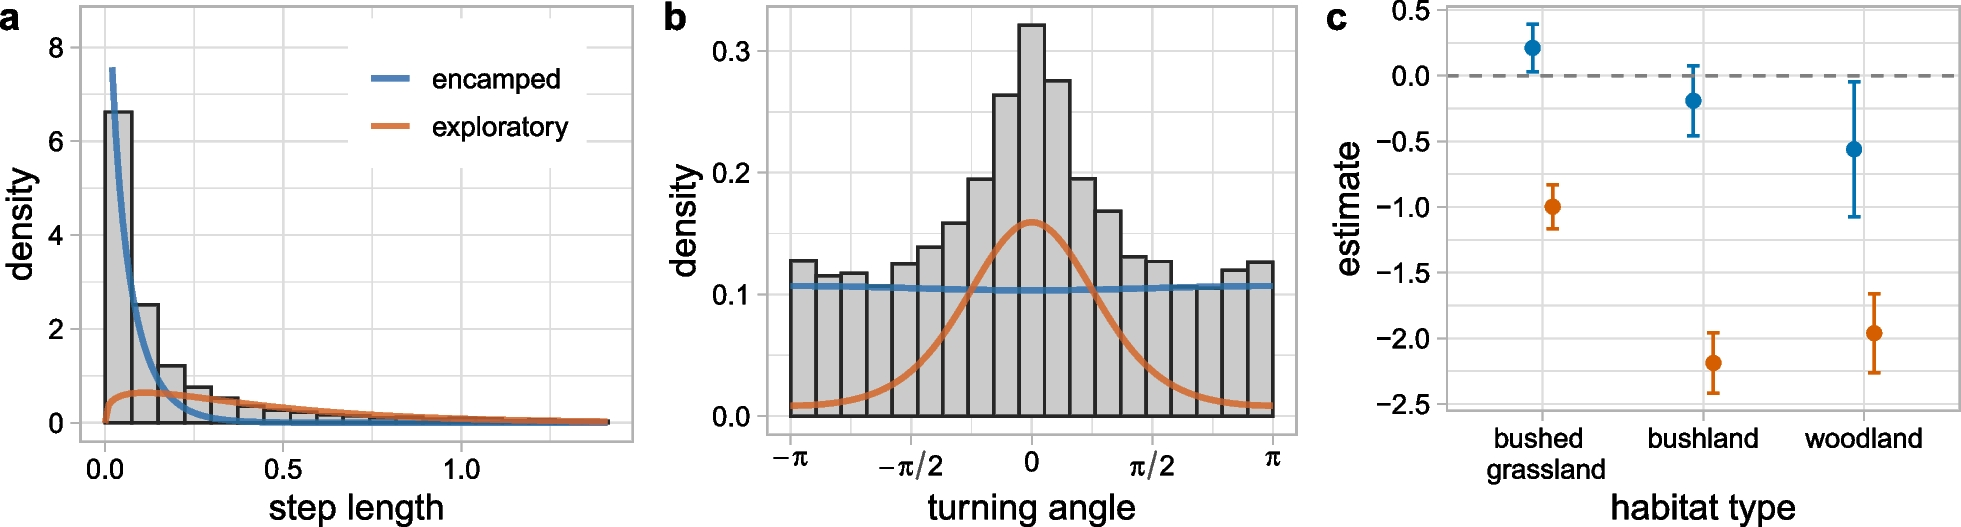 a
8
6
4
2
0
density
0.0
0.5
1.0
step length
encamped
exploratory
b
0.3
0.2
0.1
0.0
density
−π
−π/2
0
π/2
π
turning angle
c
0.5
0.0
−0.5
−1.0
−1.5
−2.0
−2.5
estimate
bushed
grassland
bushland
woodland
habitat type